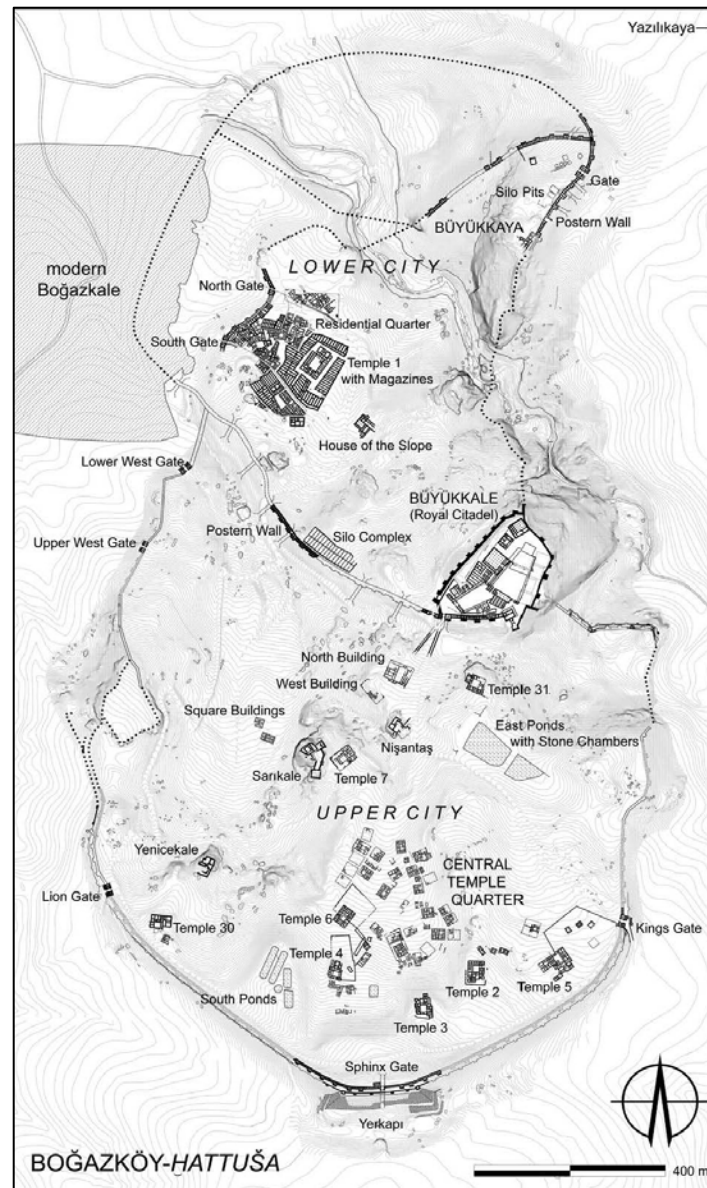 Yazılıkaya
Gate
Silo Pits
Postern Wall
BÜYÜKKAYA
modern
Boğazkale
LOWER CITY
North Gate
Residential Quarter
South Gate
Temple 1
with Magazines
House of the Slope
Lower West Gate
BÜYÜKKALE
(Royal Citadel)
Postern Wall
Silo Complex
Upper West Gate
North Building
West Building
Temple 31
Square Buildings
Nişantaş
East Ponds
with Stone Chambers
Sarıkale
Temple 7
UPPER CITY
Yenicekale
CENTRAL
TEMPLE
QUARTER
Lion Gate
Temple 30
Temple 6
Kings Gate
Temple 4
South Ponds
Temple 2
Temple 5
Temple 3
Sphinx Gate
Yerkapı
BOĞAZKÖY-ḪATTUŠA
400 m